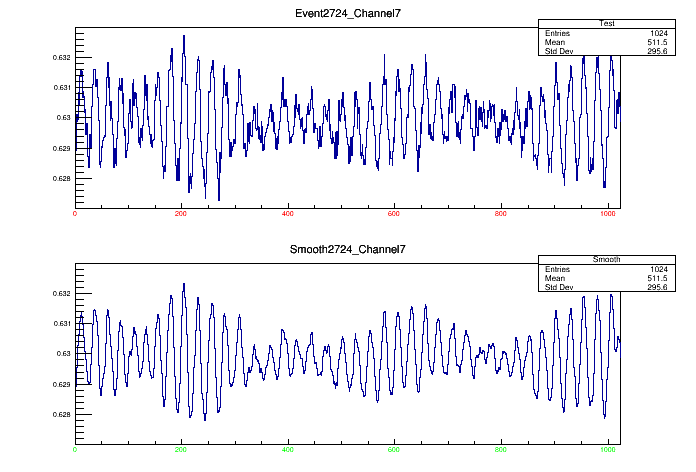 Event2724_Channel7
Test
Entries 1024
Mean 511.5
Std Dev 295.6
0.632
0.631
0.63
0.629
0.628
0 200 400 600 800 1000
Smooth2724_Channel7
Smooth
Entries 1024
Mean 511.5
Std Dev 295.6
0.632
0.631
0.63
0.629
0.628
0 200 400 600 800 1000